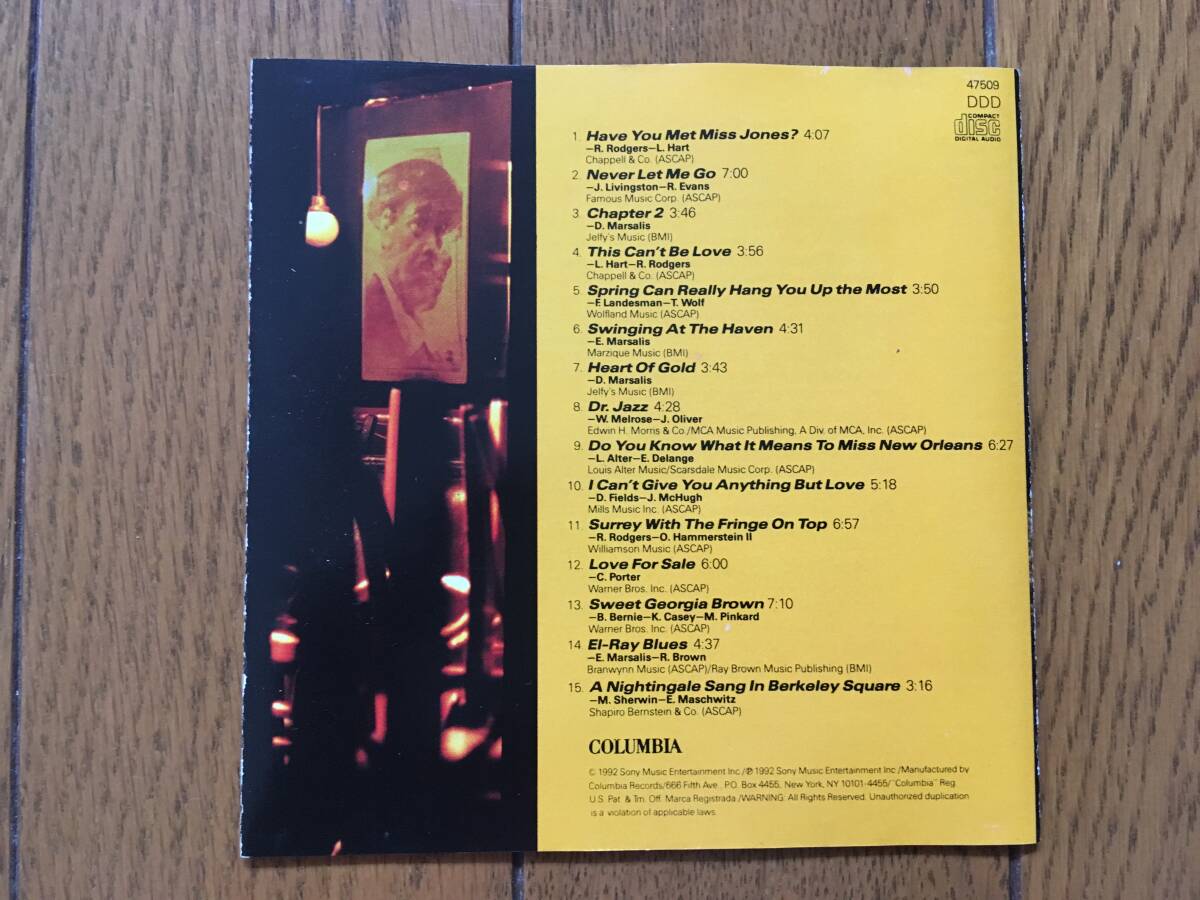 47509
DDD
COMPACT
disc
DIGITAL AUDIO
1. Have You Met Miss Jones? 4:07
—R. Rodgers—L. Hart
Chappell & Co. (ASCAP)
2. Never Let Me Go 7:00
—J. Livingston—R. Evans
Famous Music Corp. (ASCAP)
3. Chapter 2 3:46
—D. Marsalis
Jelfy's Music (BMI)
4. This Can't Be Love 3:56
—L. Hart—R. Rodgers
Chappell & Co. (ASCAP)
5. Spring Can Really Hang You Up the Most 3:50
—F. Landesman—T. Wolf
Wolfland Music (ASCAP)
6. Swinging At The Haven 4:31
—E. Marsalis
Marzique Music (BMI)
7. Heart Of Gold 3:43
—D. Marsalis
Jelfy's Music (BMI)
8. Dr. Jazz 4:28
—W. Melrose—J. Oliver
Edwin H. Morris & Co./MCA Music Publishing, A Div. of MCA, Inc. (ASCAP)
9. Do You Know What It Means To Miss New Orleans 6:27
—L. Alter—E. Delange
Louis Alter Music/Scarsdale Music Corp. (ASCAP)
10. I Can't Give You Anything But Love 5:18
—D. Fields—J. McHugh
Mills Music Inc. (ASCAP)
11. Surrey With The Fringe On Top 6:57
—R. Rodgers—O. Hammerstein II
Williamson Music (ASCAP)
12. Love For Sale 6:00
—C. Porter
Warner Bros. Inc. (ASCAP)
13. Sweet Georgia Brown 7:10
—B. Bernie—K. Casey—M. Pinkard
Warner Bros. Inc. (ASCAP)
14. El-Ray Blues 4:37
—E. Marsalis—R. Brown
Branwynn Music (ASCAP)/Ray Brown Music Publishing (BMI)
15. A Nightingale Sang In Berkeley Square 3:16
—M. Sherwin—E. Maschwitz
Shapiro Bernstein & Co. (ASCAP)
COLUMBIA
© 1992 Sony Music Entertainment Inc./℗ 1992 Sony Music Entertainment Inc./Manufactured by
Columbia Records/666 Fifth Ave., P.O. Box 4455, New York, NY 10101-4455/"Columbia" Reg.
U.S. Pat. & Tm. Off. Marca Registrada./WARNING: All Rights Reserved. Unauthorized duplication
is a violation of applicable laws.